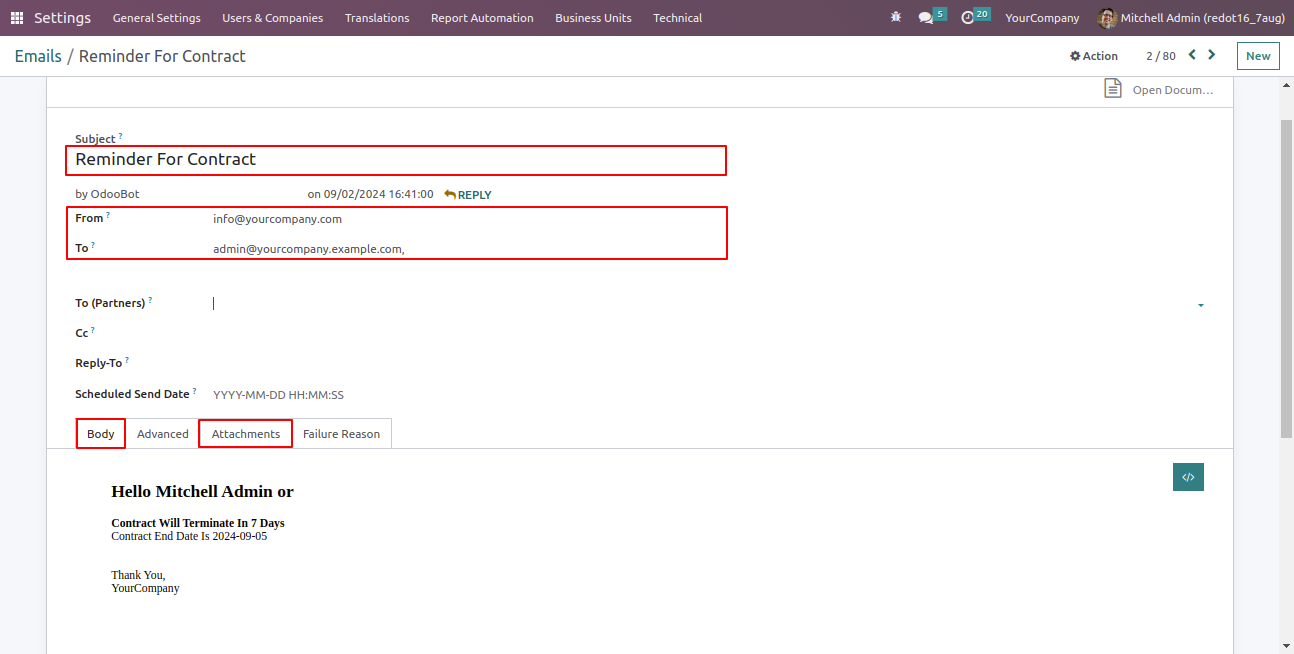 Settings General Settings Users & Companies Translations Report Automation Business Units Technical 5 20 YourCompany Mitchell Admin (redot16_7aug)
Emails / Reminder For Contract Action 2 / 80 New
Open Docum...
Subject ?
Reminder For Contract
by OdooBot on 09/02/2024 16:41:00 REPLY
From ? info@yourcompany.com
To ? admin@yourcompany.example.com,
To (Partners) ?
Cc ?
Reply-To ?
Scheduled Send Date ? YYYY-MM-DD HH:MM:SS
Body Advanced Attachments Failure Reason
</>
Hello Mitchell Admin or
Contract Will Terminate In 7 Days
Contract End Date Is 2024-09-05
Thank You,
YourCompany